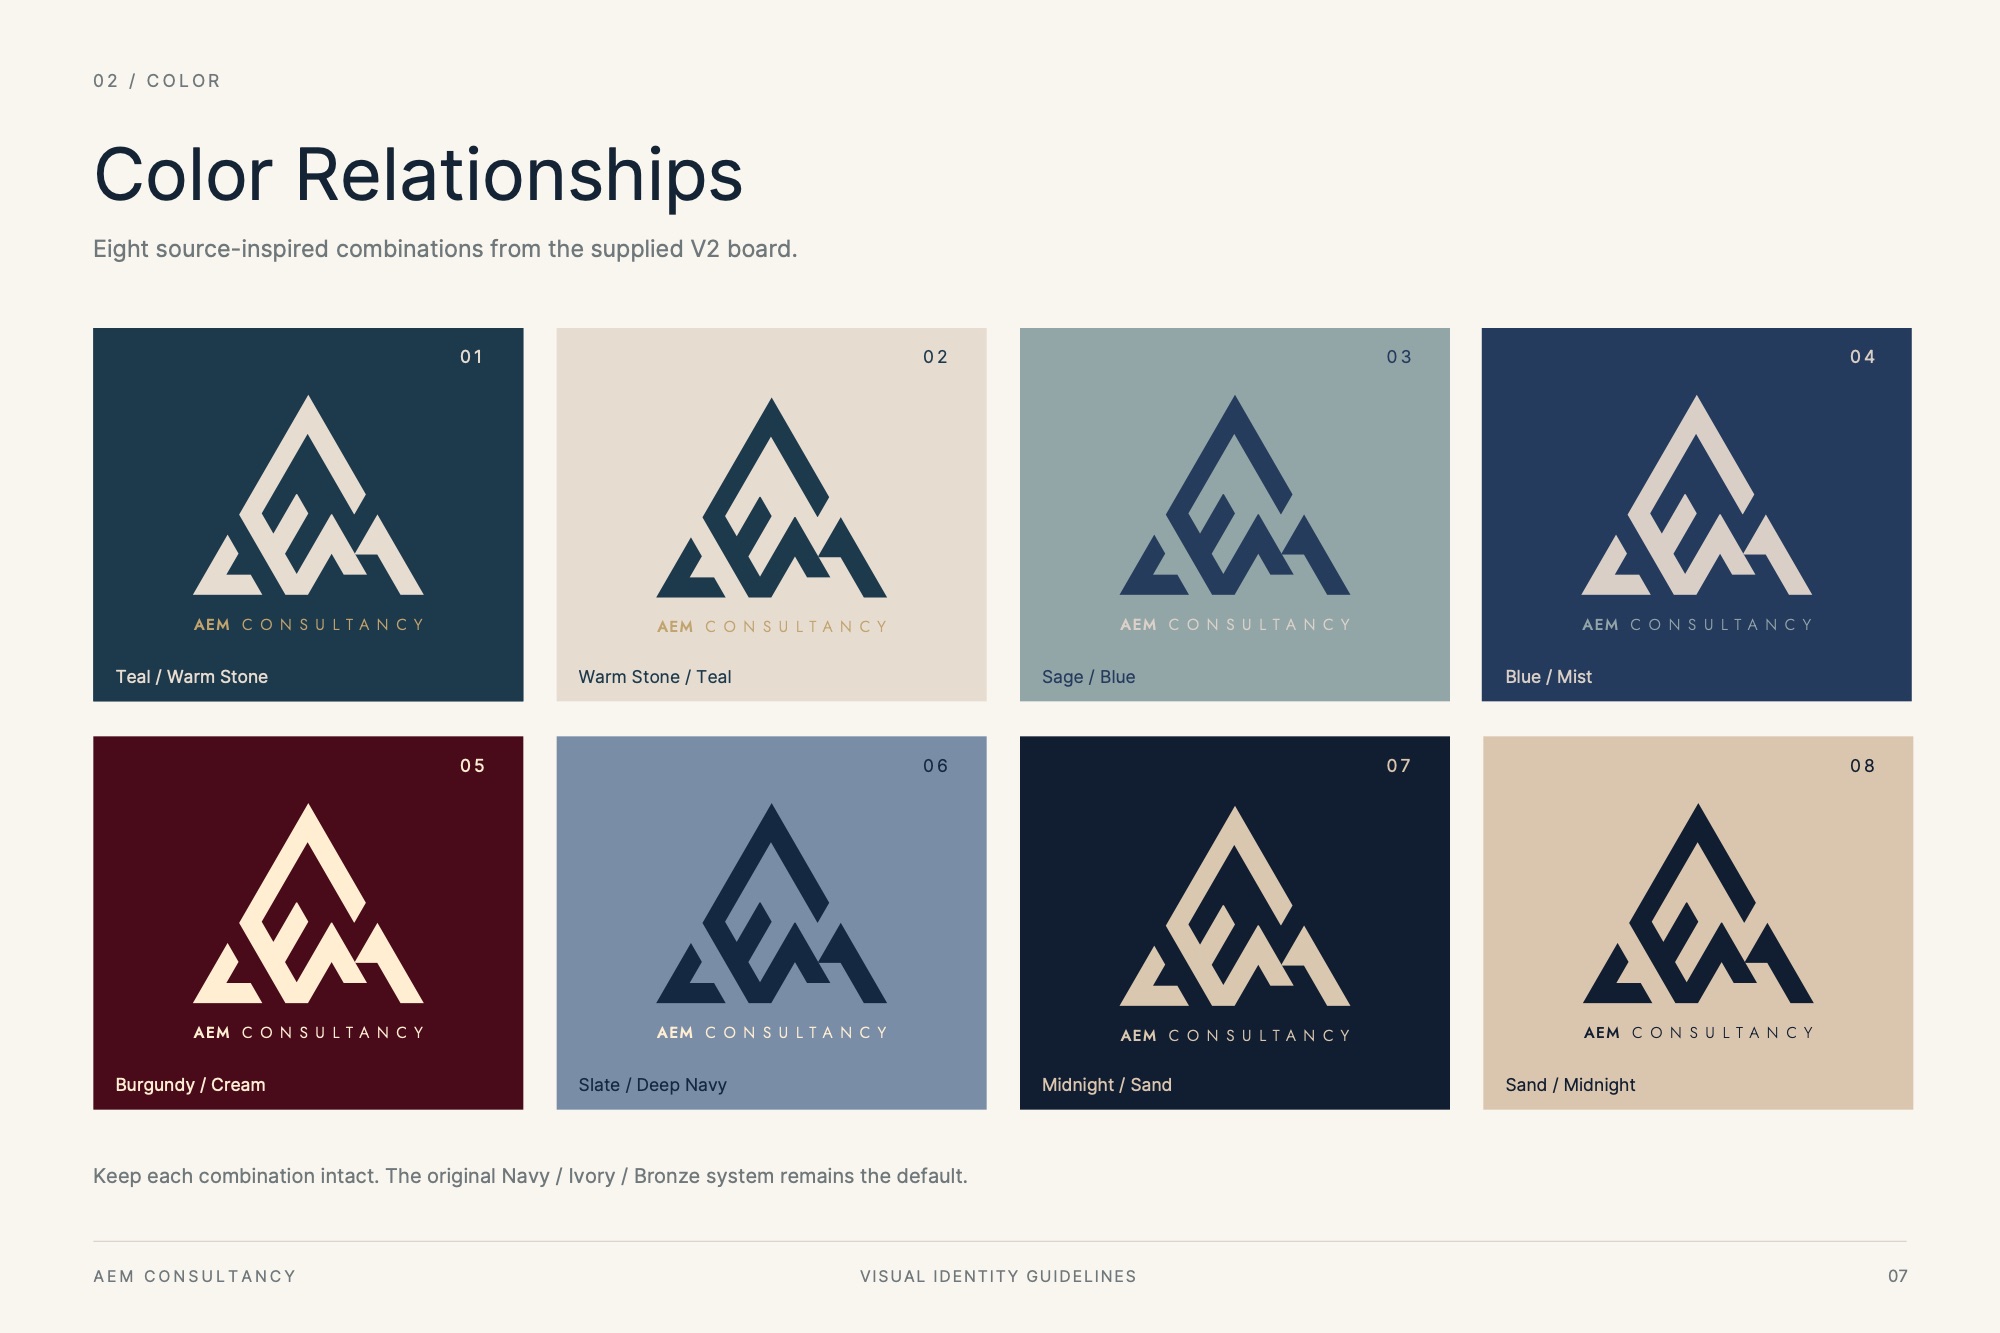 02 / COLOR
Color Relationships
Eight source-inspired combinations from the supplied V2 board.
01
AEM CONSULTANCY
Teal / Warm Stone
02
AEM CONSULTANCY
Warm Stone / Teal
03
AEM CONSULTANCY
Sage / Blue
04
AEM CONSULTANCY
Blue / Mist
05
AEM CONSULTANCY
Burgundy / Cream
06
AEM CONSULTANCY
Slate / Deep Navy
07
AEM CONSULTANCY
Midnight / Sand
08
AEM CONSULTANCY
Sand / Midnight
Keep each combination intact. The original Navy / Ivory / Bronze system remains the default.
AEM CONSULTANCY
VISUAL IDENTITY GUIDELINES
07